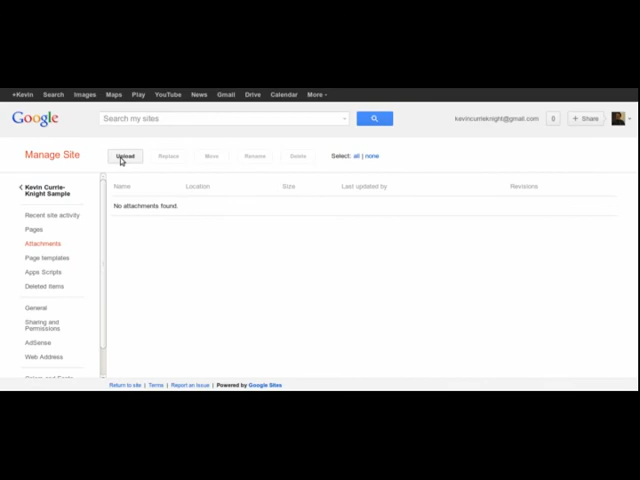 +Kevin Search Images Maps Play YouTube News Gmail Drive Calendar More
Google Search my sites kevincurrieknight@gmail.com 0 + Share
Manage Site Upload Replace Move Rename Delete Select: all | none
Name Location Size Last updated by Revisions
No attachments found.
Kevin Currie-
Knight Sample
Recent site activity
Pages
Attachments
Page templates
Apps Scripts
Deleted items
General
Sharing and
Permissions
AdSense
Web Address
Return to site | Terms | Report an Issue | Powered by Google Sites